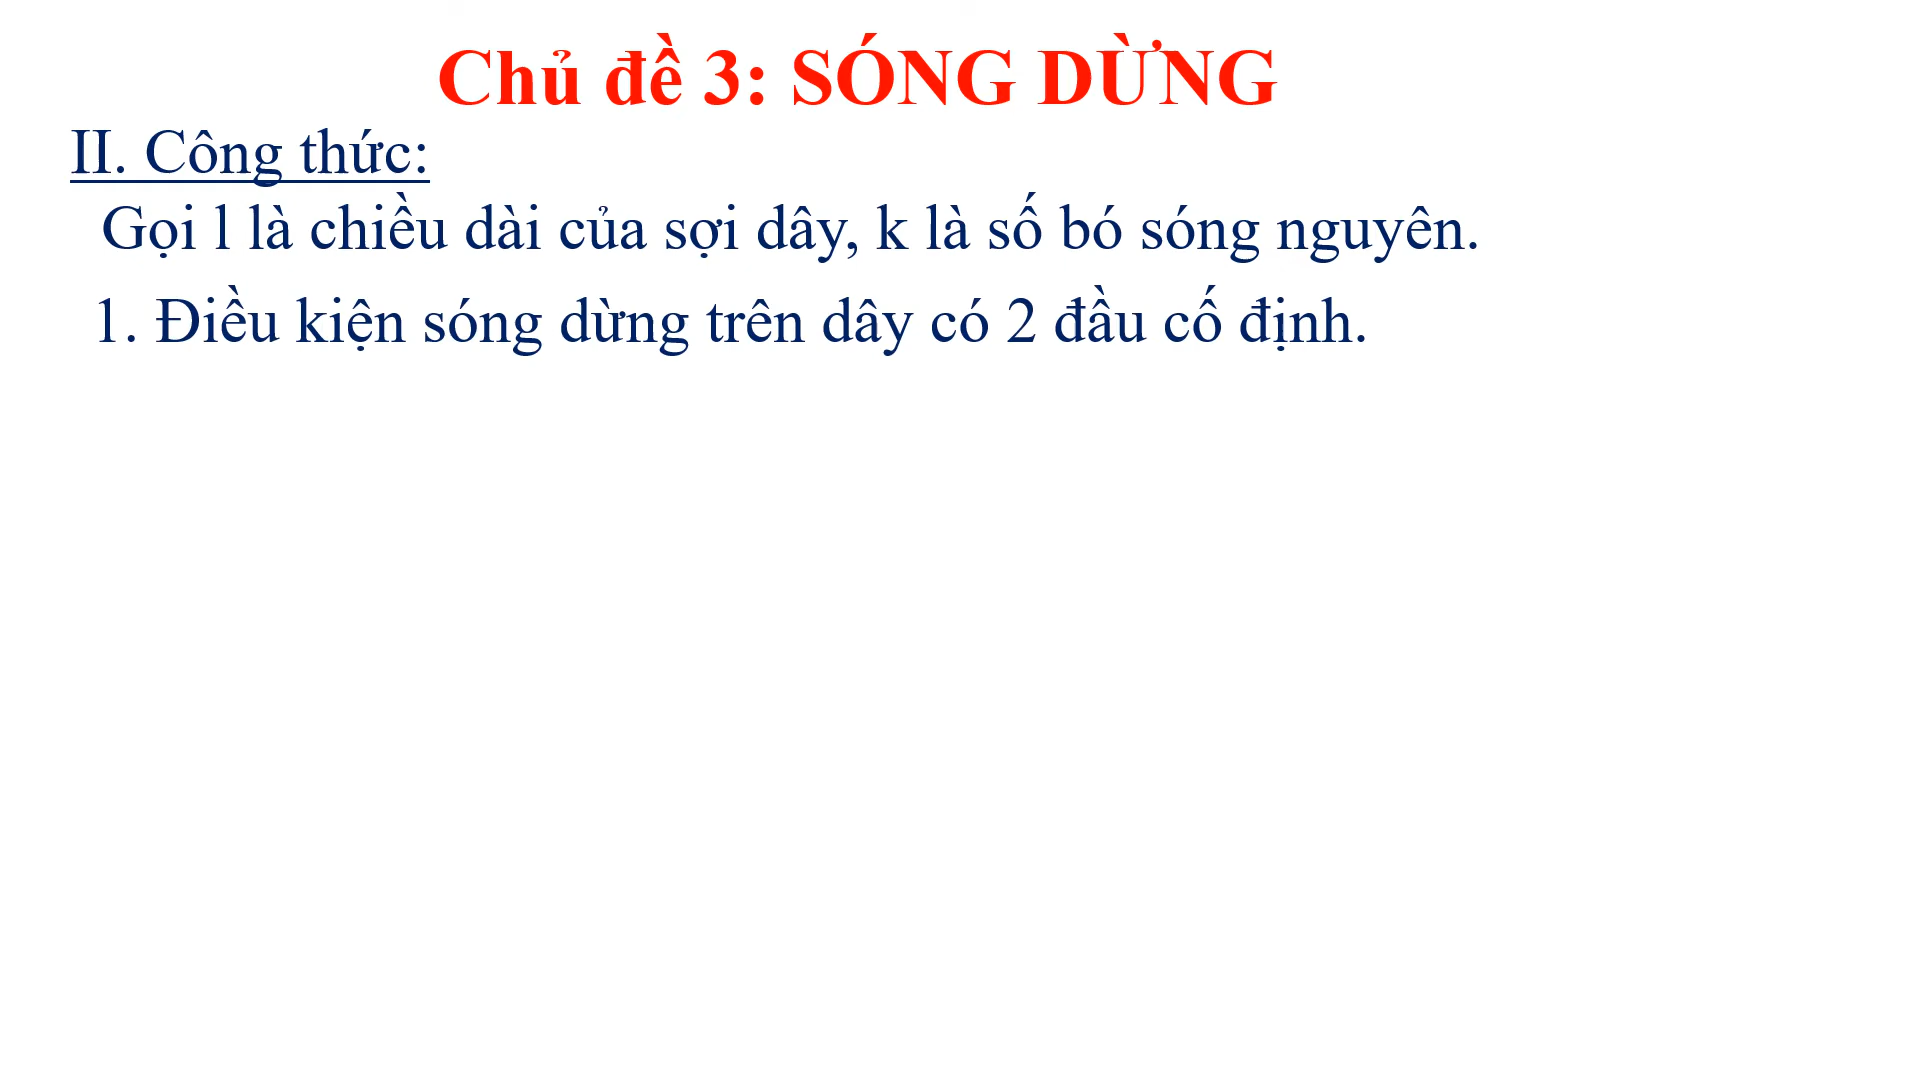 Chủ đề 3: SÓNG DỪNG
II. Công thức:
Gọi l là chiều dài của sợi dây, k là số bó sóng nguyên.
1. Điều kiện sóng dừng trên dây có 2 đầu cố định.